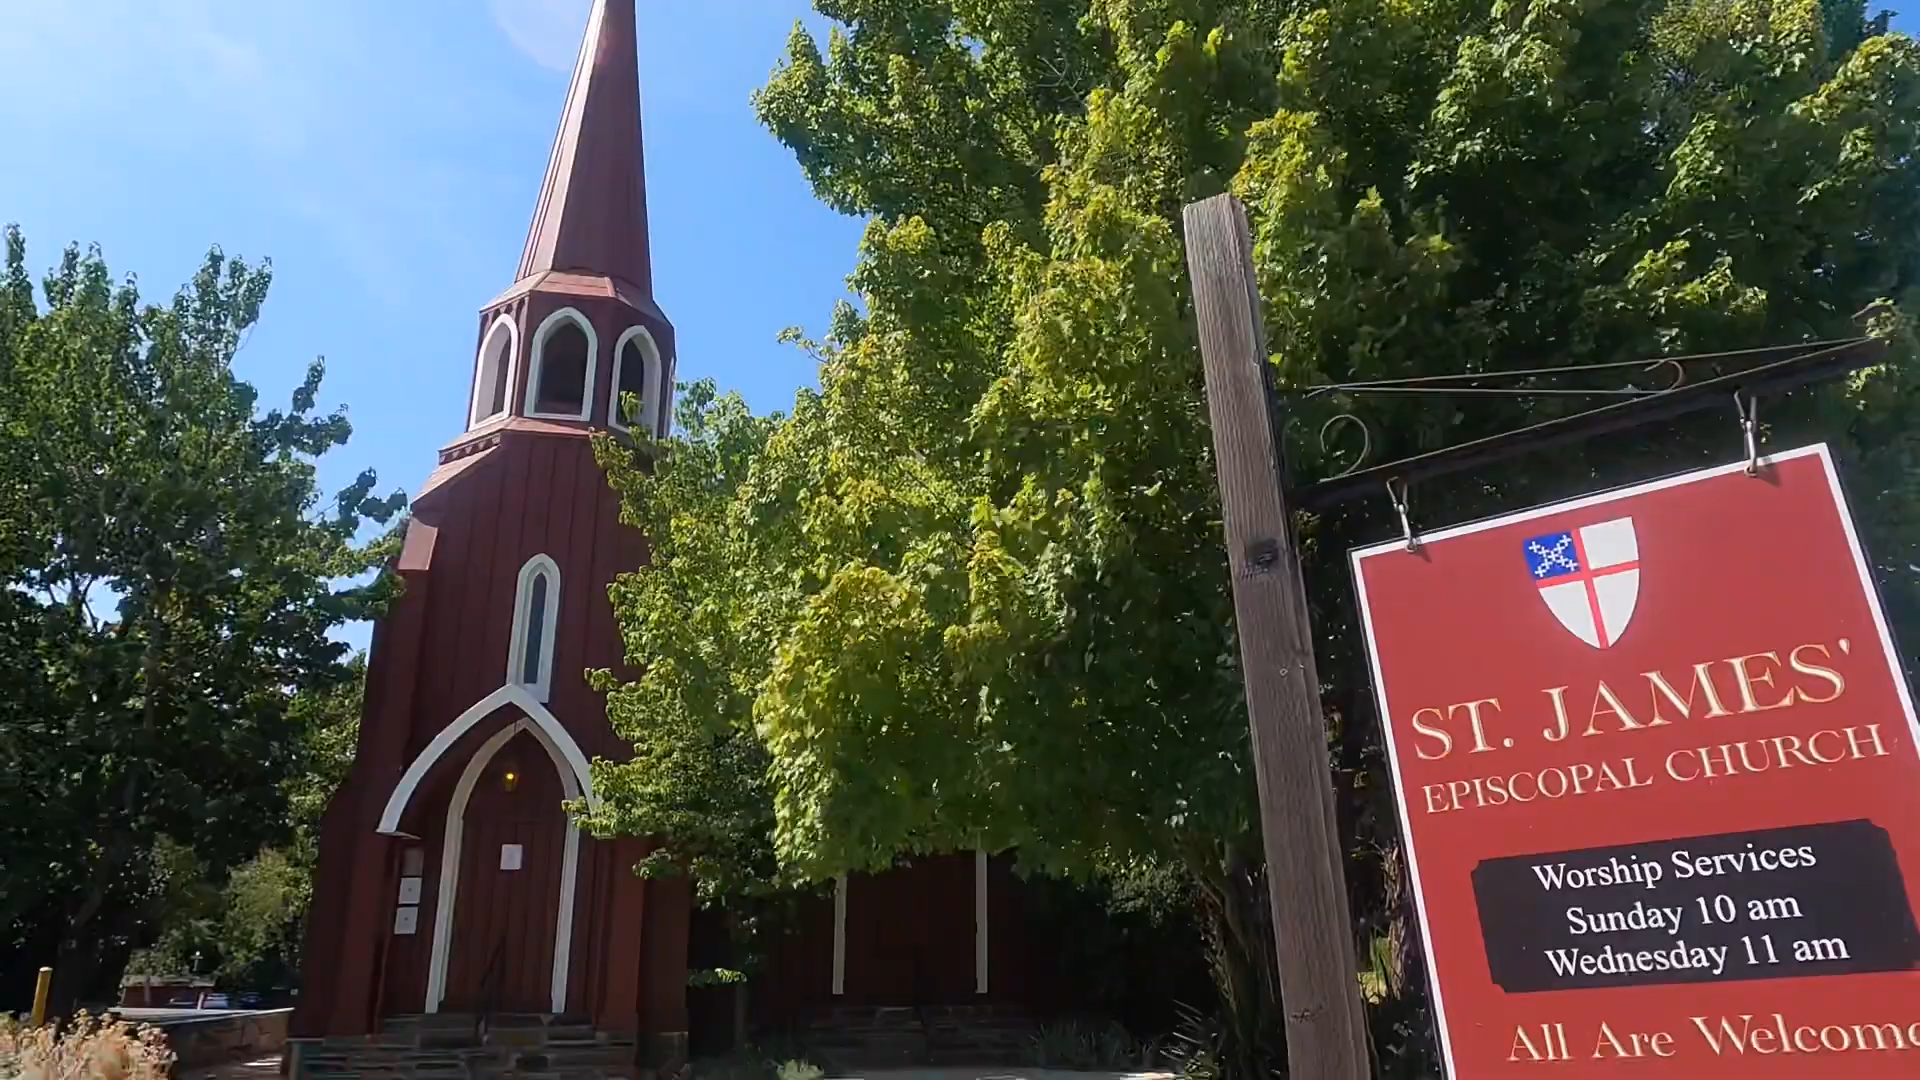 ST. JAMES'
EPISCOPAL CHURCH
Worship Services
Sunday 10 am
Wednesday 11 am
All Are Welcome